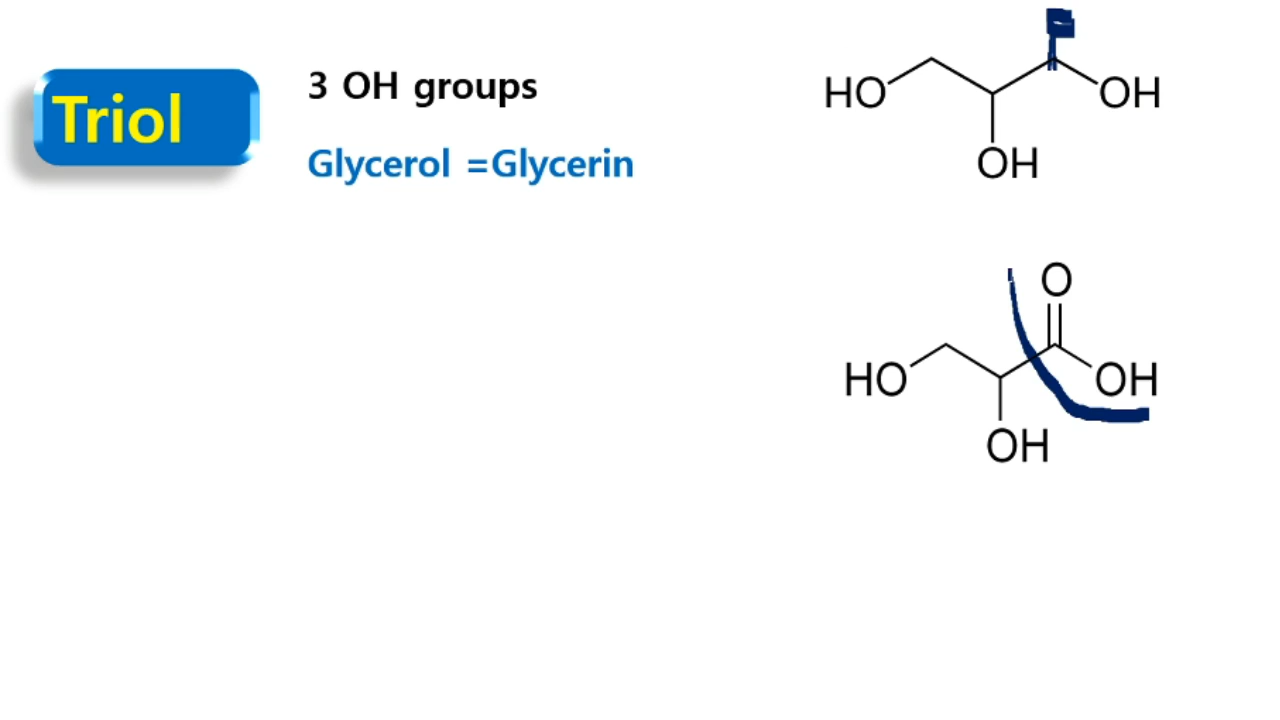 Triol
3 OH groups
Glycerol =Glycerin
HO
OH
OH
O
HO
OH
OH